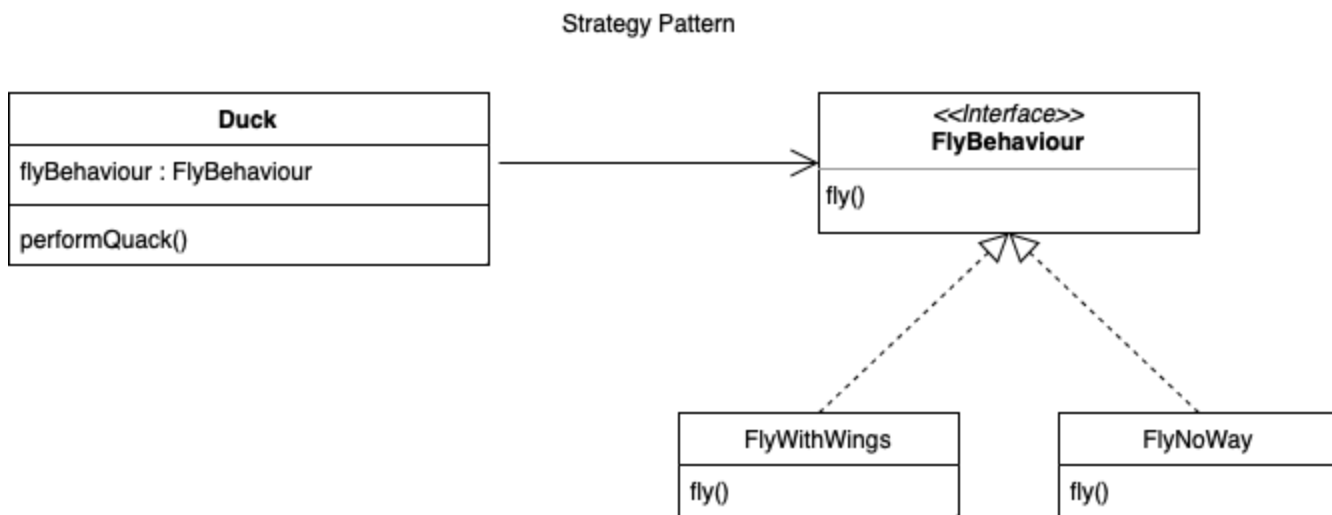 Strategy Pattern
Duck
flyBehaviour : FlyBehaviour
performQuack()
<<Interface>>
FlyBehaviour
fly()
FlyWithWings
fly()
FlyNoWay
fly()